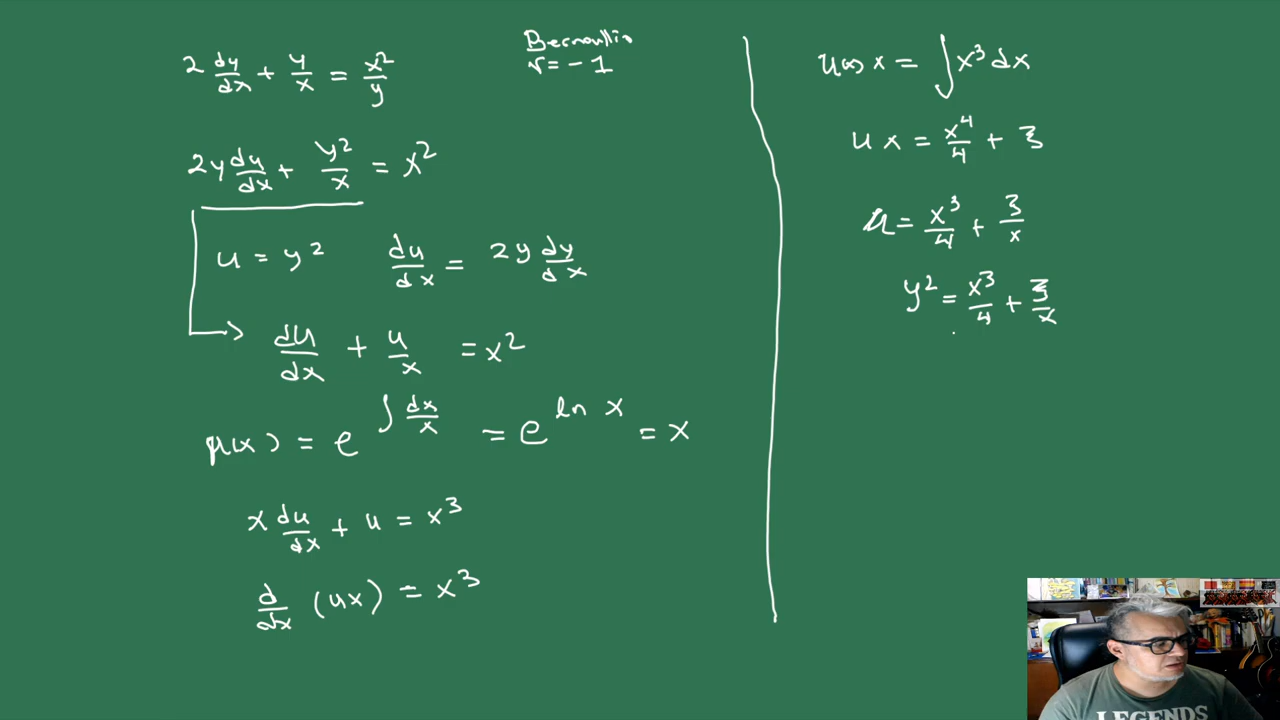 2 dy/dx + y/x = x²/y
Bernoulli
r = -1
2y dy/dx + y²/x = x²
u = y² du/dx = 2y dy/dx
du/dx + u/x = x²
μ(x) = e^∫dx/x = e^ln x = x
x du/dx + u = x³
d/dx (ux) = x³
x = ∫x³dx
u x = x⁴/4 + 3
u = x³/4 + 3/x
y² = x³/4 + 3/x
LEGENDS